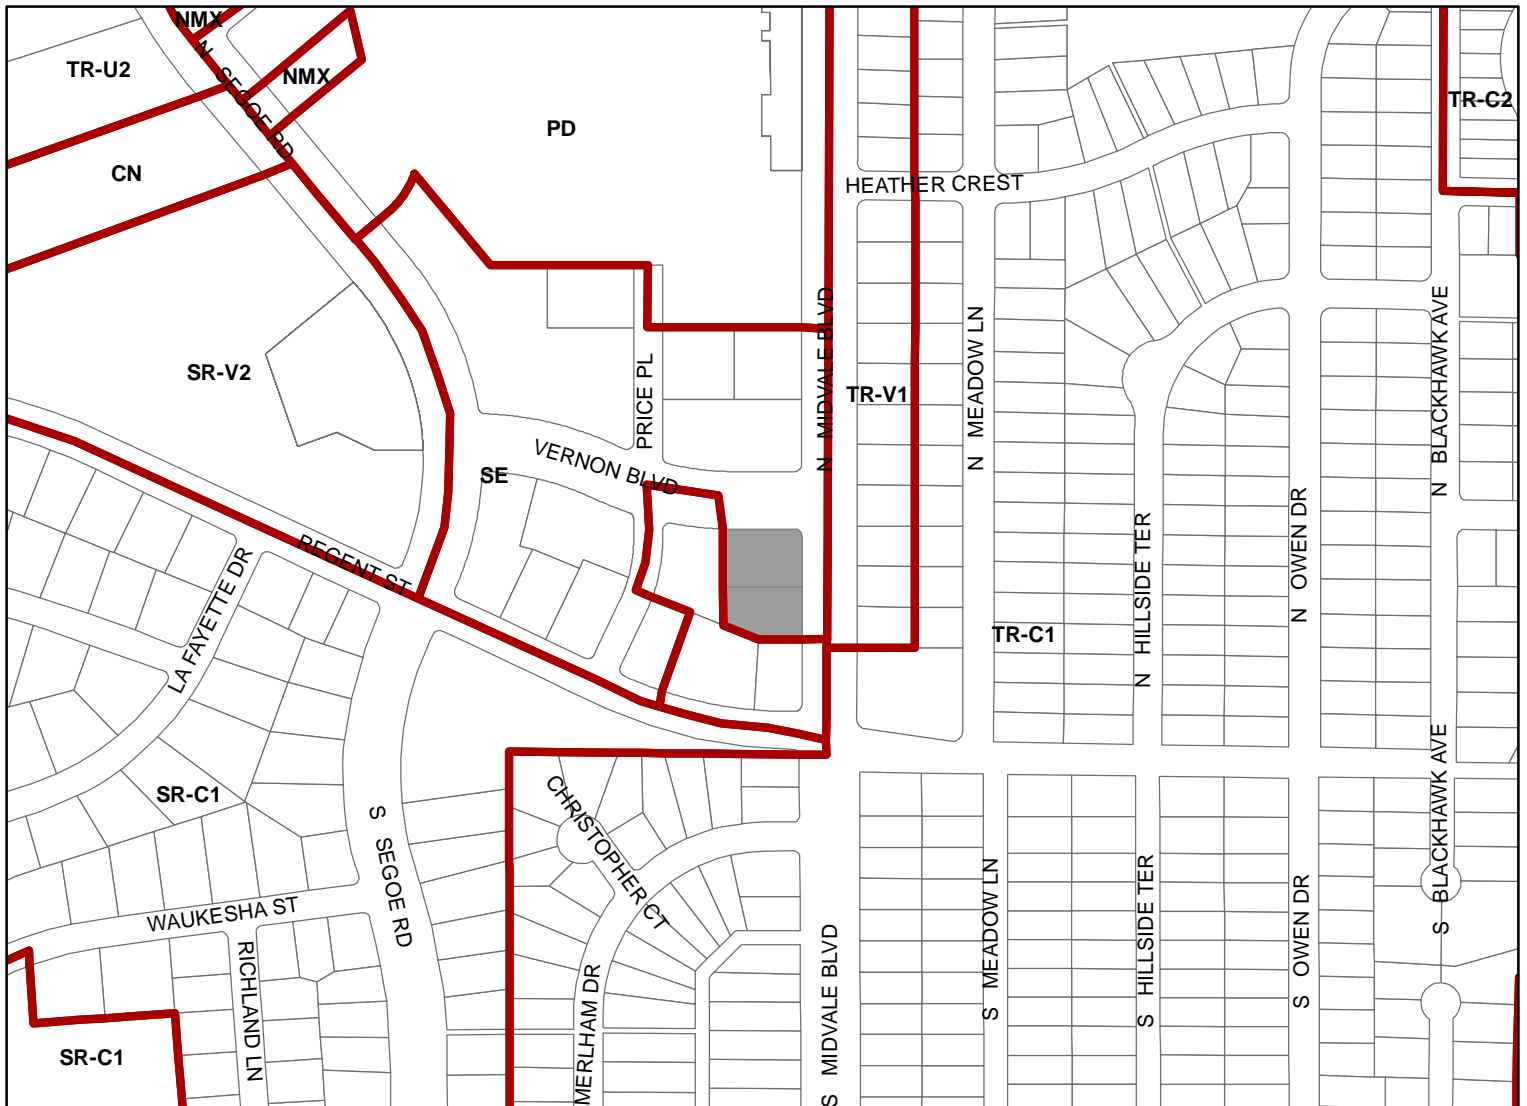 NMX
TR-U2
N SEGOE RD
NMX
TR-C2
PD
CN
HEATHER CREST
SR-V2
N MIDVALE BLVD
TR-V1
PRICE PL
N MEADOW LN
N BLACKHAWK AVE
VERNON BLVD
SE
N OWEN DR
N HILLSIDE TER
REGENT ST
LA FAYETTE DR
TR-C1
SR-C1
CHRISTOPHER CT
S SEGOE RD
S BLACKHAWK AVE
WAUKESHA ST
S MEADOW LN
S HILLSIDE TER
S OWEN DR
S MIDVALE BLVD
RICHLAND LN
MERLHAM DR
SR-C1